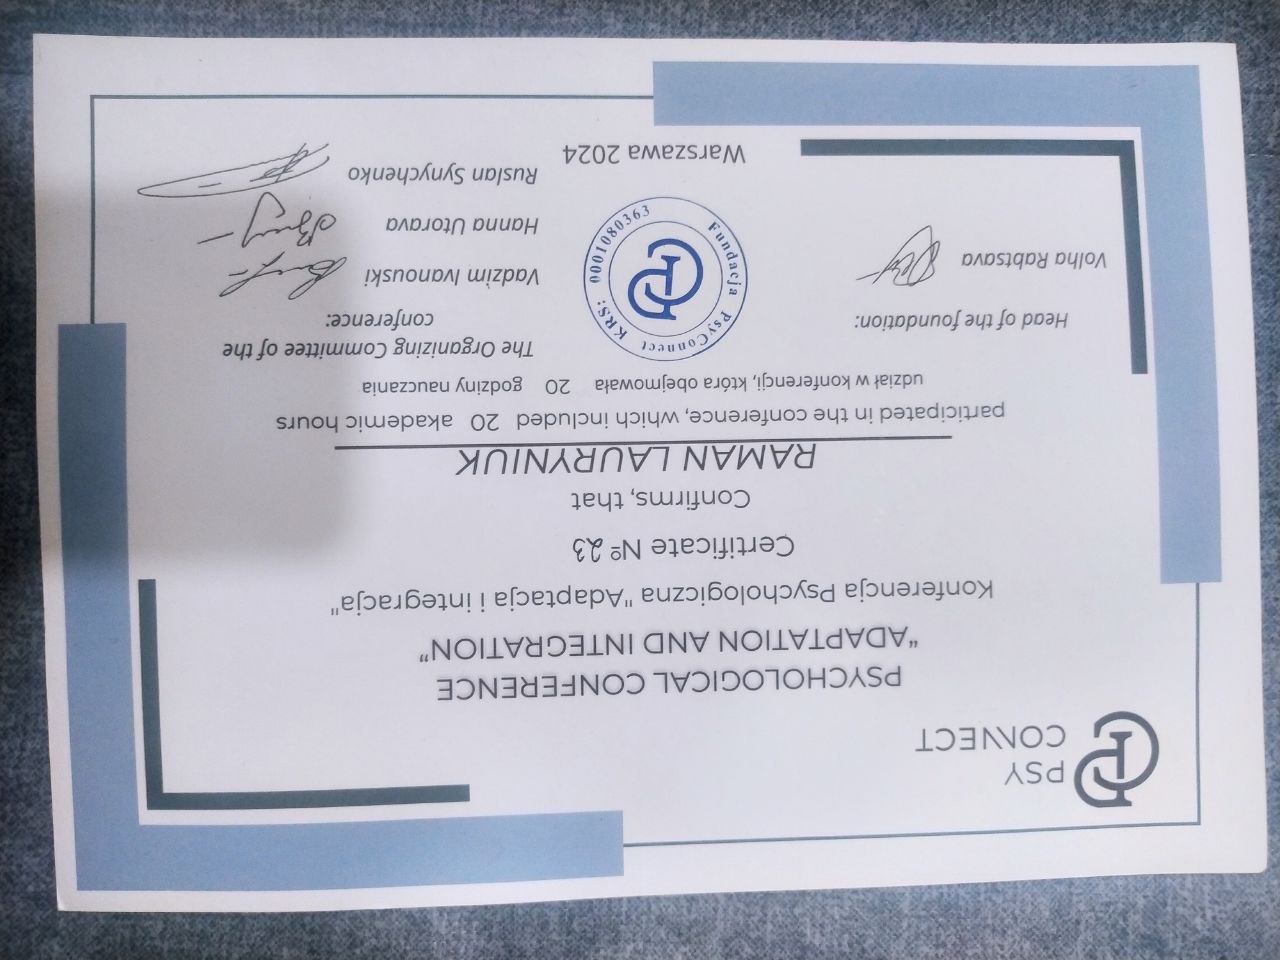 PSY
CONNECT
PSYCHOLOGICAL CONFERENCE
“ADAPTATION AND INTEGRATION”
Konferencja Psychologiczna "Adaptacja i integracja"
Certificate Nº 23
Confirms, that
RAMAN LAURYNIUK
participated in the conference, which included 20 akademic hours
udział w konferencji, która obejmowała 20 godziny nauczania
Head of the foundation:
Volha Rabtsava
Fundacja PsyConnect KRS: 0001080363
The Organizing Committee of the
conference:
Vadzim Ivanouski
Hanna Utorava
Ruslan Synychenko
Warszawa 2024